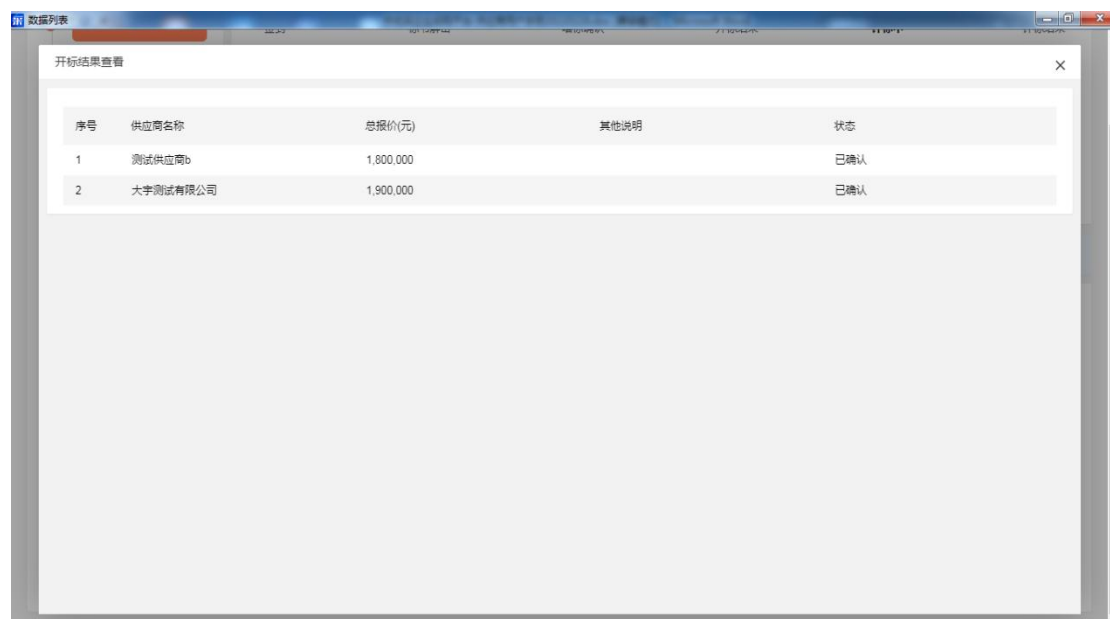 数据列表
开标结果查看
序号 供应商名称 总报价(元) 其他说明 状态
1 测试供应商b 1,800,000 已确认
2 大宇测试有限公司 1,900,000 已确认